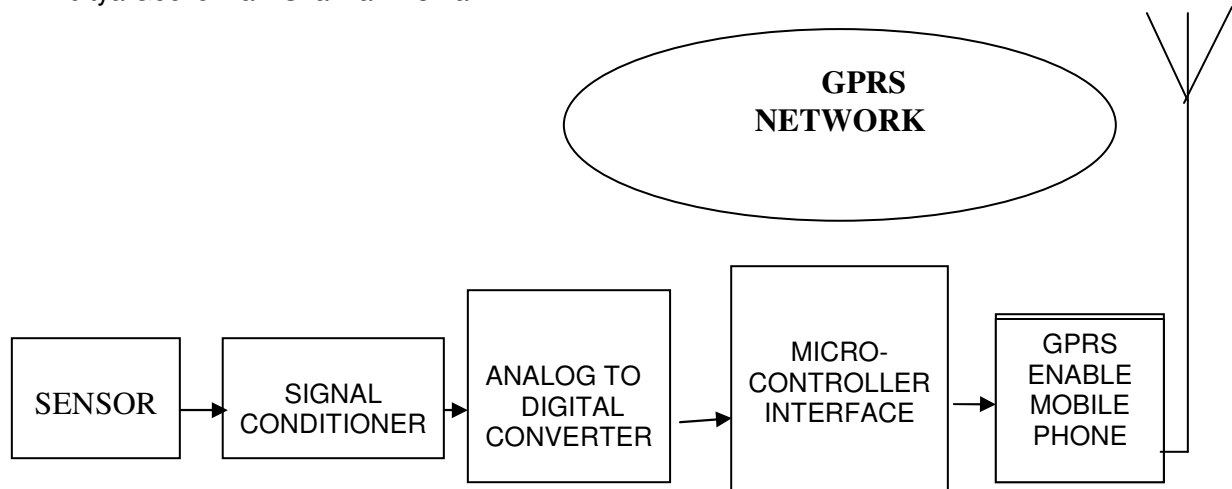 GPRS
NETWORK
SENSOR
SIGNAL
CONDITIONER
ANALOG TO
DIGITAL
CONVERTER
MICRO-
CONTROLLER
INTERFACE
GPRS
ENABLE
MOBILE
PHONE